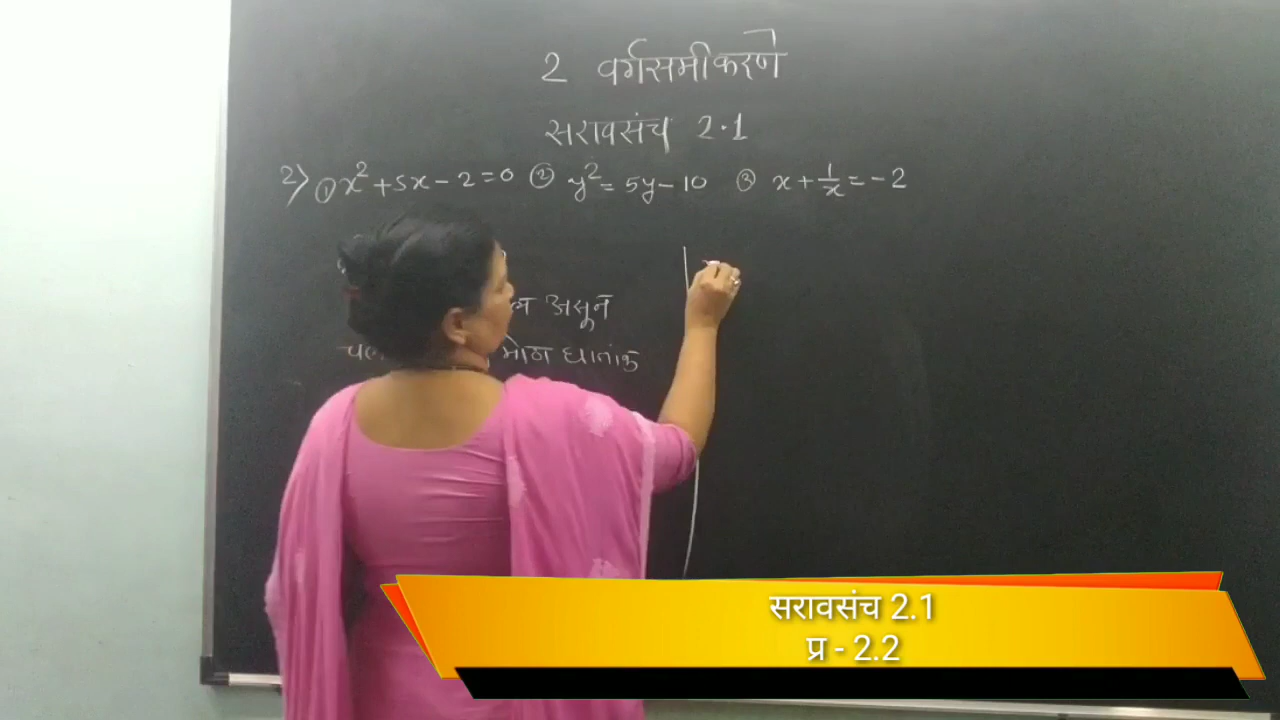 2 वर्गसमीकरणे
सरावसंच 2.1
2) ① x² + 5x - 2 = 0 ② y² = 5y - 10 ③ x + 1/x = -2
असून
मोठा घातांक
सरावसंच 2.1
प्र - 2.2